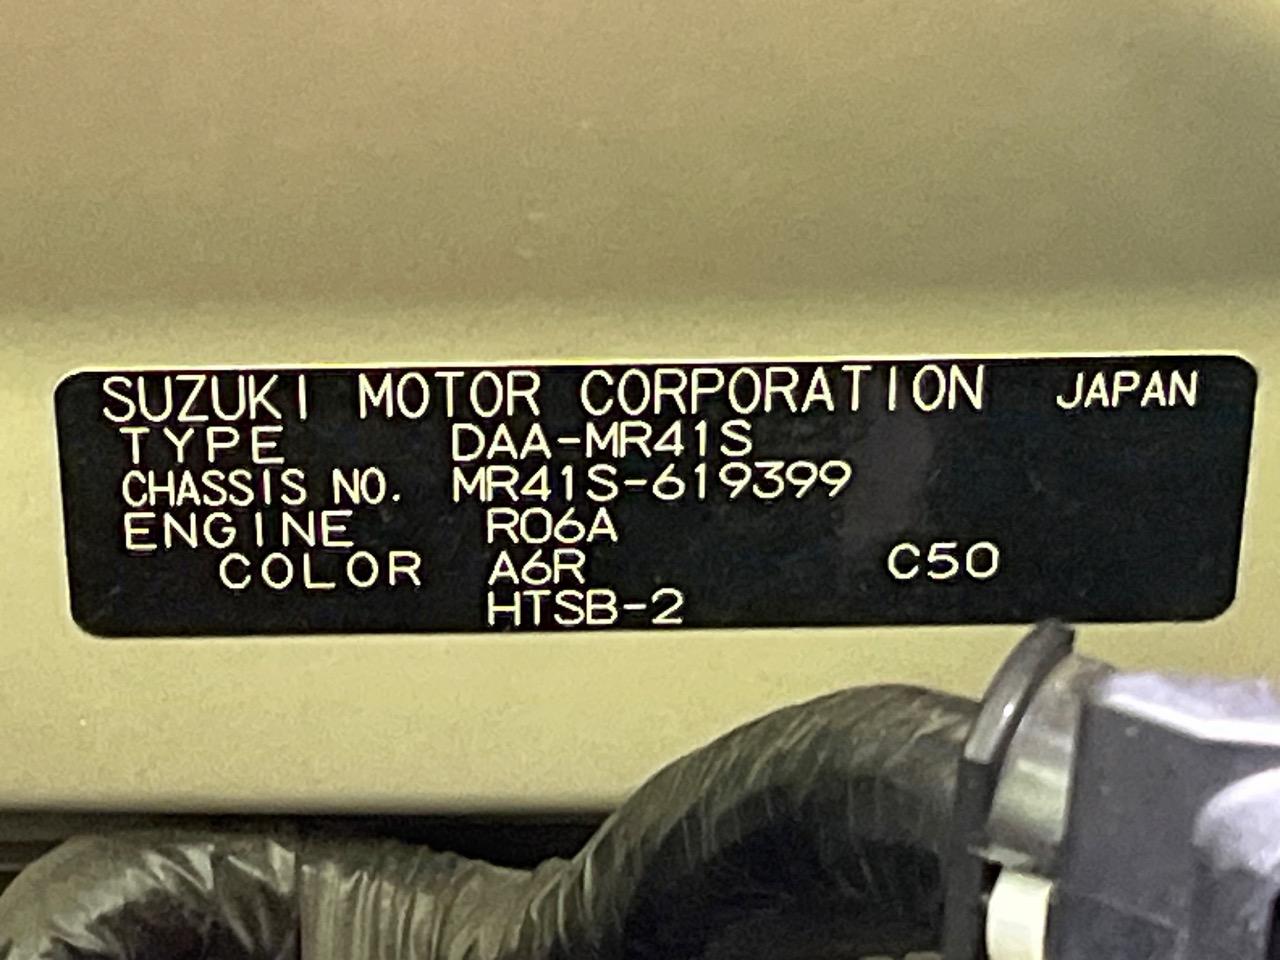 SUZUKI MOTOR CORPORATION JAPAN
TYPE DAA-MR41S
CHASSIS NO. MR41S-619399
ENGINE R06A
COLOR A6R C50
HTSB-2